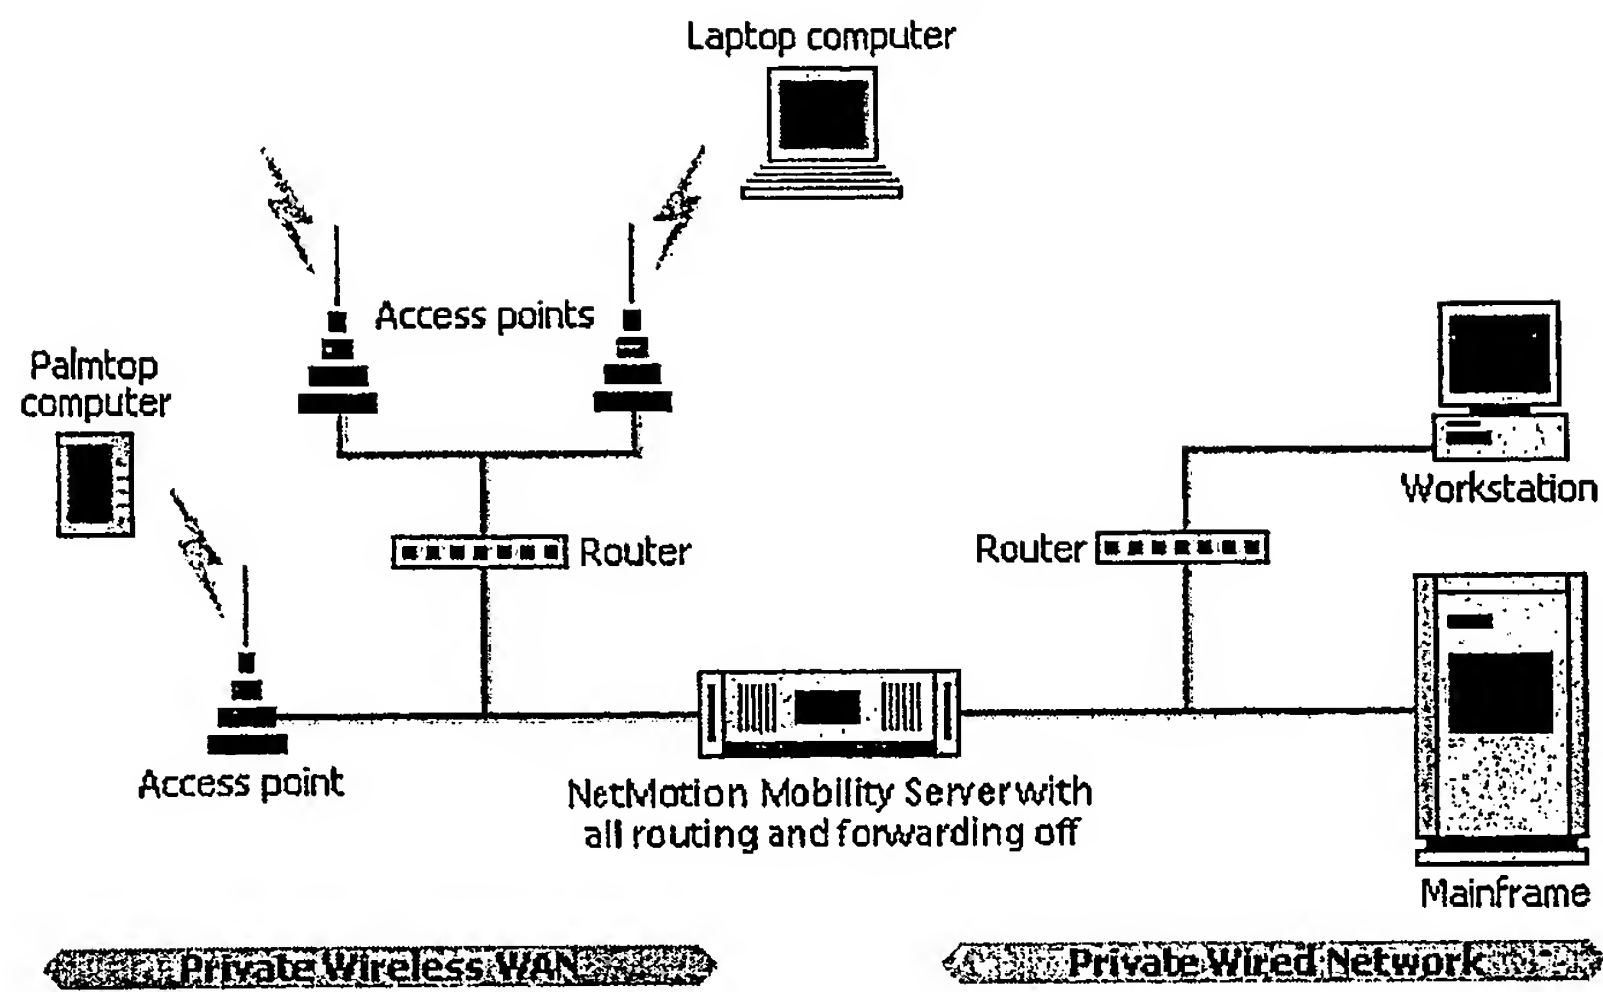 Laptop computer
Access points
Palmtop
computer
Workstation
Router
Router
Access point
NetMotion Mobility Server with
all routing and forwarding off
Mainframe
Private Wireless WAN
Private Wired Network